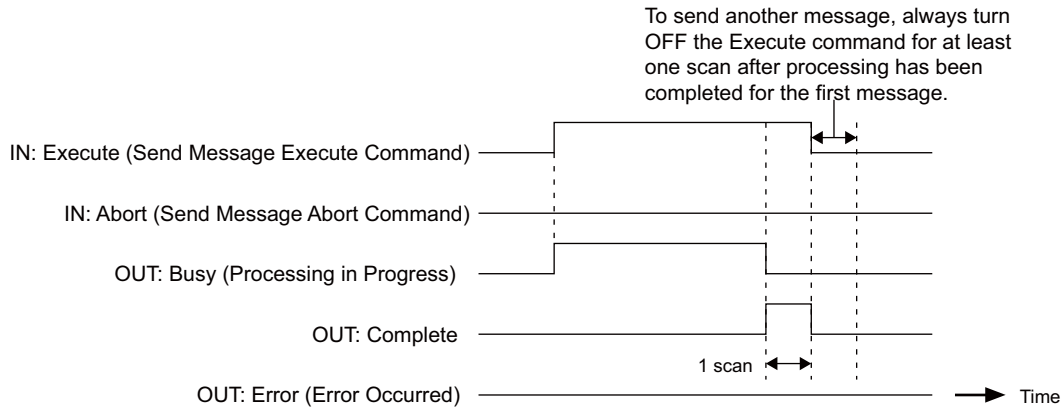 To send another message, always turn
OFF the Execute command for at least
one scan after processing has been
completed for the first message.
IN: Execute (Send Message Execute Command)
IN: Abort (Send Message Abort Command)
OUT: Busy (Processing in Progress)
OUT: Complete
1 scan
OUT: Error (Error Occurred)
Time